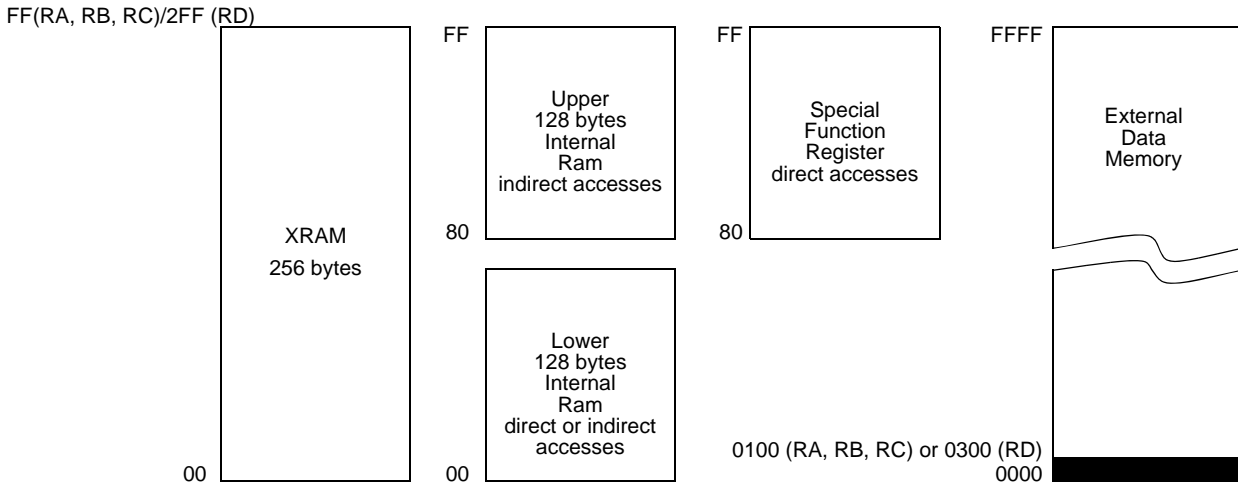 FF(RA, RB, RC)/2FF (RD)
FF
FF
FFFF
Upper
128 bytes
Internal
Ram
indirect accesses
Special
Function
Register
direct accesses
External
Data
Memory
80
80
XRAM
256 bytes
Lower
128 bytes
Internal
Ram
direct or indirect
accesses
0100 (RA, RB, RC) or 0300 (RD)
00
00
0000